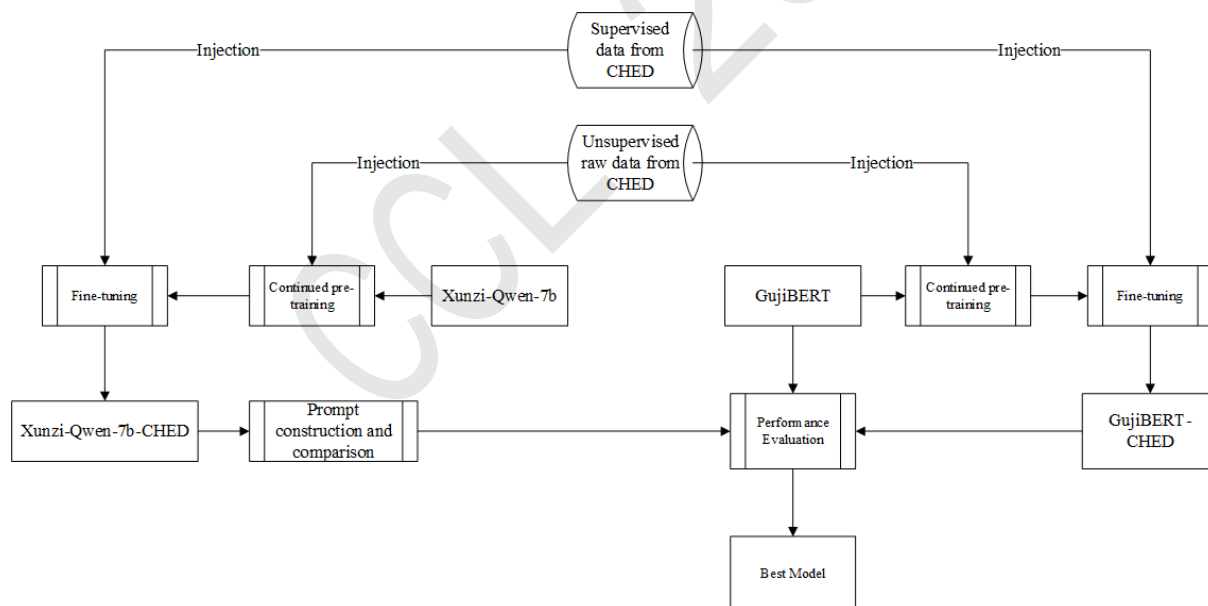 Supervised
data from
CHED
Injection
Injection
Unsupervised
raw data from
CHED
Injection
Injection
Fine-tuning
Continued pre-
training
Xunzi-Qwen-7b
GujiBERT
Continued pre-
training
Fine-tuning
Xunzi-Qwen-7b-CHED
Prompt
construction and
comparison
Performance
Evaluation
GujiBERT-
CHED
Best Model